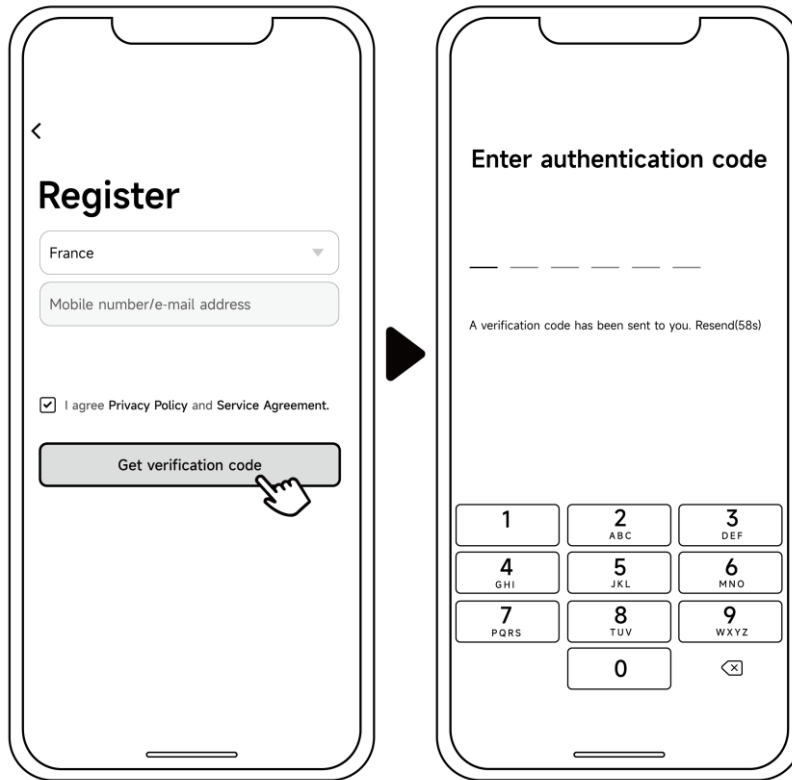 Register
France
Mobile number/e-mail address
I agree Privacy Policy and Service Agreement.
Get verification code
Enter authentication code
A verification code has been sent to you. Resend(58s)
1
2
ABC
3
DEF
4
GHI
5
JKL
6
MNO
7
PQRS
8
TUV
9
WXYZ
0